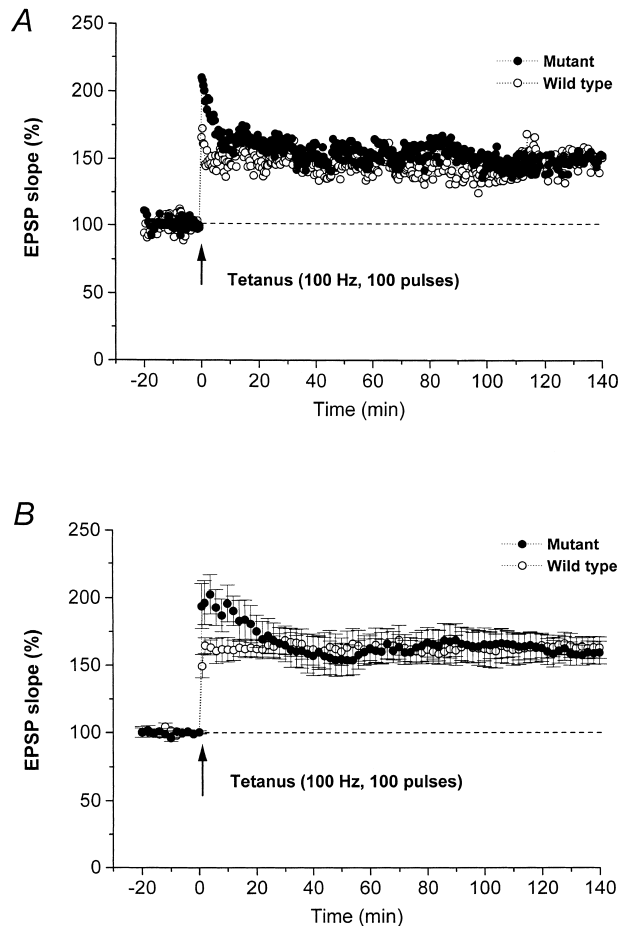 A
250
200
150
100
50
0
EPSP slope (%)
Mutant
Wild type
Tetanus (100 Hz, 100 pulses)
-20 0 20 40 60 80 100 120 140
Time (min)
B
250
200
150
100
50
0
EPSP slope (%)
Mutant
Wild type
Tetanus (100 Hz, 100 pulses)
-20 0 20 40 60 80 100 120 140
Time (min)